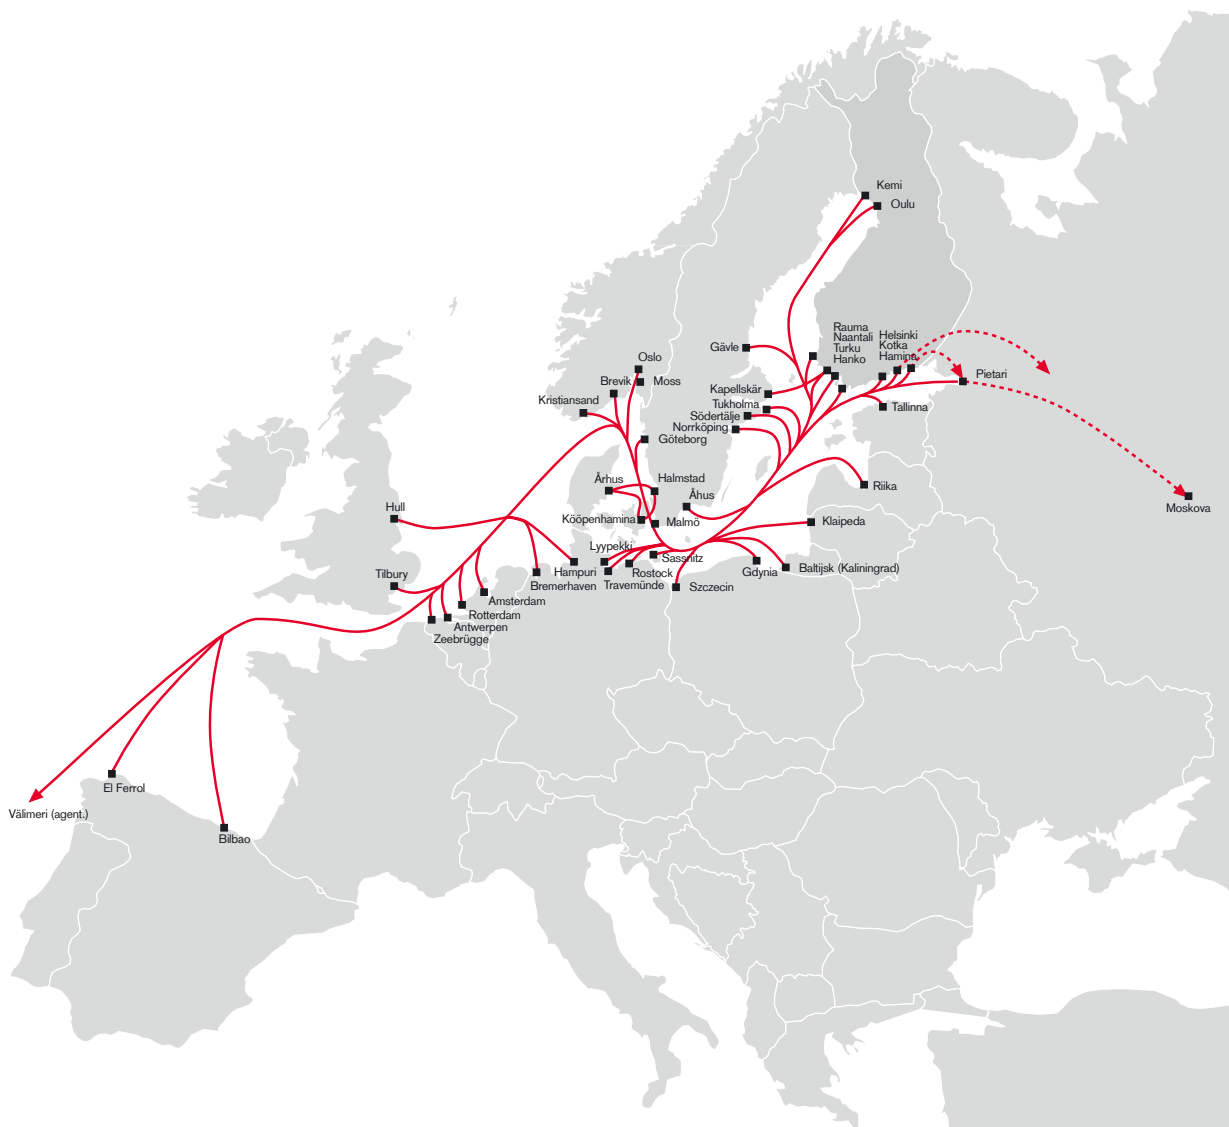 Kemi
Oulu
Rauma
Naantali
Turku
Hanko
Helsinki
Kotka
Hamina
Gävle
Oslo
Pietari
Brevik
Moss
Kapellskär
Kristiansand
Tukholma
Södertälje
Norrköping
Tallinna
Göteborg
Århus
Halmstad
Åhus
Riika
Moskova
Hull
Kööpenhamina
Malmö
Klaipeda
Lyypekki
Sassnitz
Tilbury
Hampuri
Rostock
Gdynia
Baltijsk (Kaliningrad)
Bremerhaven
Travemünde
Szczecin
Amsterdam
Rotterdam
Antwerpen
Zeebrügge
El Ferrol
Välimeri (agent.)
Bilbao